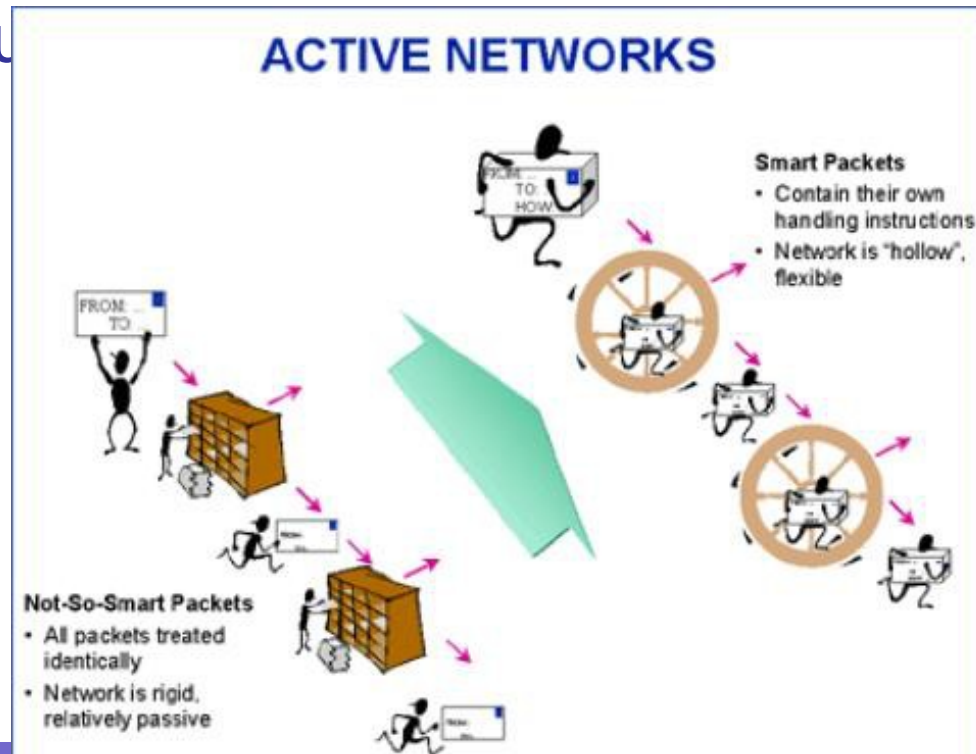 ACTIVE NETWORKS
Smart Packets
• Contain their own
handling instructions
• Network is "hollow",
flexible
FROM: ...
TO:
HOW
FROM: ...
TO:
Not-So-Smart Packets
• All packets treated
identically
• Network is rigid,
relatively passive